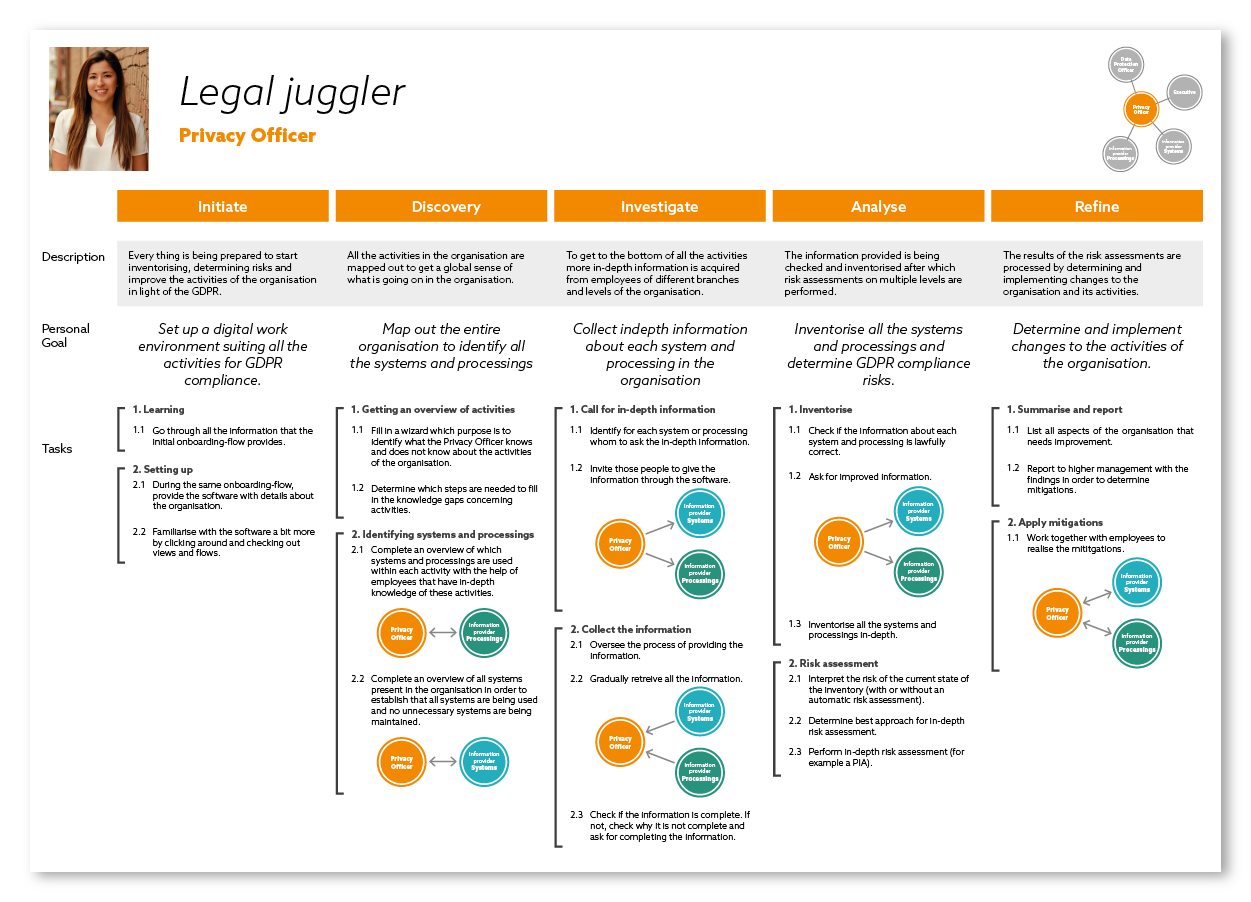 Legal juggler
Privacy Officer
Data
Protection
Officer
Executive
Privacy
Officer
Information
provider
Processings
Information
provider
Systems
Initiate
Discovery
Investigate
Analyse
Refine
Description
Every thing is being prepared to start
inventorising, determining risks and
improve the activities of the organisation
in light of the GDPR.
All the activities in the organisation are
mapped out to get a global sense of
what is going on in the organisation.
To get to the bottom of all the activities
more in-depth information is acquired
from employees of different branches
and levels of the organisation.
The information provided is being
checked and inventorised after which
risk assessments on multiple levels are
performed.
The results of the risk assessments are
processed by determining and
implementing changes to the
organisation and its activities.
Personal
Goal
Set up a digital work
environment suiting all the
activities for GDPR
compliance.
Map out the entire
organisation to identify all
the systems and processings
Collect indepth information
about each system and
processing in the
organisation
Inventorise all the systems
and processings and
determine GDPR compliance
risks.
Determine and implement
changes to the activities of
the organisation.
Tasks
1. Learning
1.1 Go through all the information that the
initial onboarding-flow provides.
2. Setting up
2.1 During the same onboarding-flow,
provide the software with details about
the organisation.
2.2 Familiarise with the software a bit more
by clicking around and checking out
views and flows.
1. Getting an overview of activities
1.1 Fill in a wizard which purpose is to
identify what the Privacy Officer knows
and does not know about the activities
of the organisation.
1.2 Determine which steps are needed to fill
in the knowledge gaps concerning
activities.
2. Identifying systems and processings
2.1 Complete an overview of which
systems and processings are used
within each activity with the help of
employees that have in-depth
knowledge of these activities.
Privacy
Officer
Information
provider
Processings
2.2 Complete an overview of all systems
present in the organisation in order to
establish that all systems are being used
and no unnecessary systems are being
maintained.
Privacy
Officer
Information
provider
Systems
1. Call for in-depth information
1.1 Identify for each system or processing
whom to ask the in-depth information.
1.2 Invite those people to give the
information through the software.
Information
provider
Systems
Privacy
Officer
Information
provider
Processings
2. Collect the information
2.1 Oversee the process of providing the
information.
2.2 Gradually retreive all the information.
Information
provider
Systems
Privacy
Officer
Information
provider
Processings
2.3 Check if the information is complete. If
not, check why it is not complete and
ask for completing the information.
1. Inventorise
1.1 Check if the information about each
system and processing is lawfully
correct.
1.2 Ask for improved information.
Information
provider
Systems
Privacy
Officer
Information
provider
Processings
1.3 Inventorise all the systems and
processings in-depth.
2. Risk assessment
2.1 Interpret the risk of the current state of
the inventory (with or without an
automatic risk assessment).
2.2 Determine best approach for in-depth
risk assessment.
2.3 Perform in-depth risk assessment (for
example a PIA).
1. Summarise and report
1.1 List all aspects of the organisation that
needs improvement.
1.2 Report to higher management with the
findings in order to determine
mitigations.
2. Apply mitigations
1.1 Work together with employees to
realise the mititgations.
Information
provider
Systems
Privacy
Officer
Information
provider
Processings